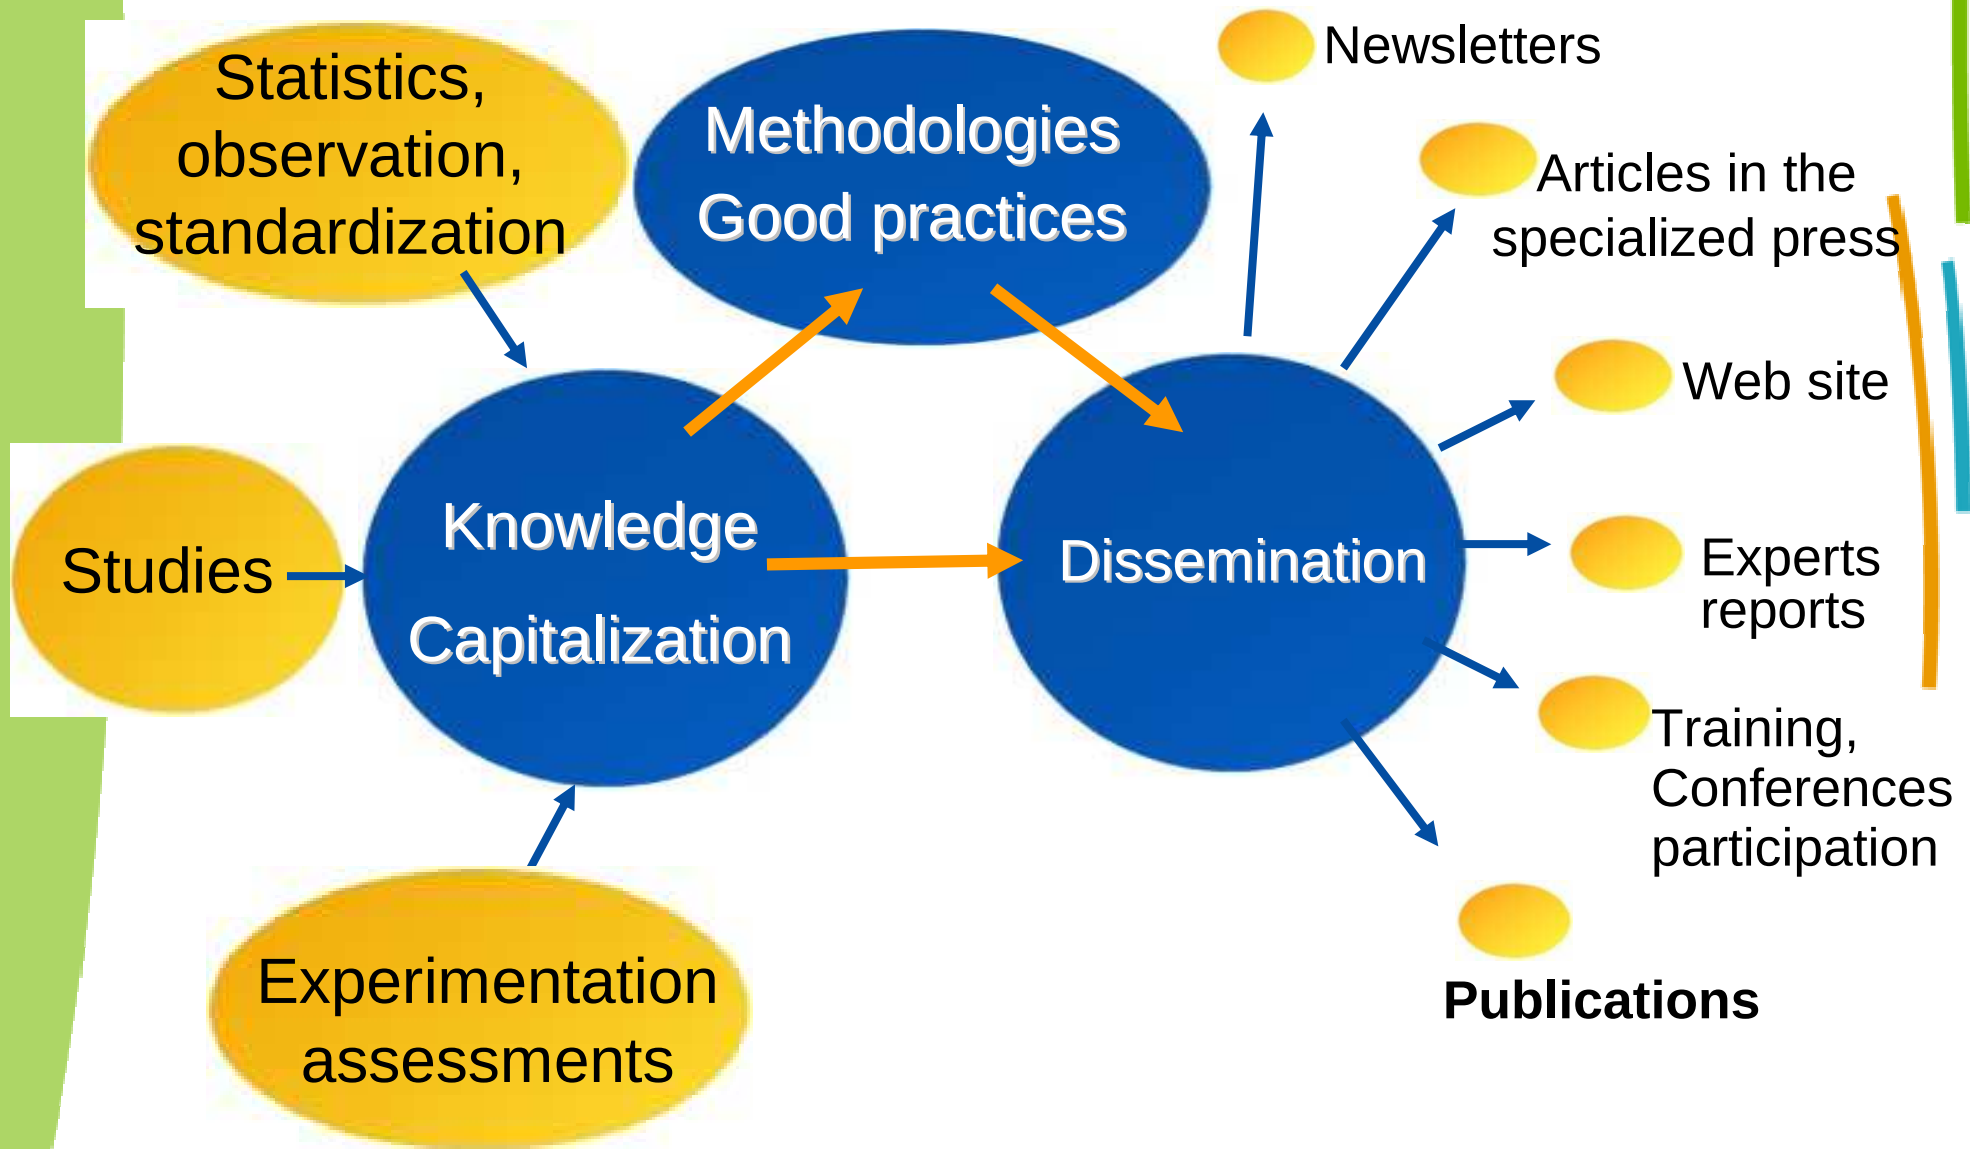 Statistics,
observation,
standardization
Methodologies
Good practices
Newsletters
Articles in the
specialized press
Web site
Studies
Knowledge
Capitalization
Dissemination
Experts
reports
Training,
Conferences
participation
Experimentation
assessments
Publications